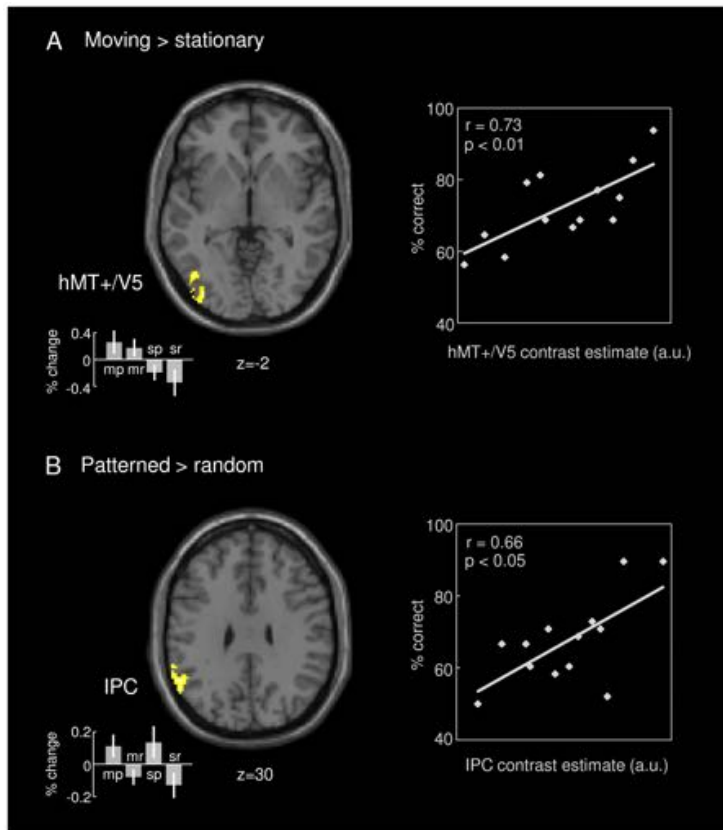 A Moving > stationary
100
r = 0.73
p < 0.01
80
% correct
60
40
hMT+/V5 contrast estimate (a.u.)
hMT+/V5
0.4
% change
0
-0.4
sp sr
mp mr
z=-2
B Patterned > random
100
r = 0.66
p < 0.05
80
% correct
60
40
IPC contrast estimate (a.u.)
IPC
0.2
% change
0
-0.2
mr sr
mp sp
z=30